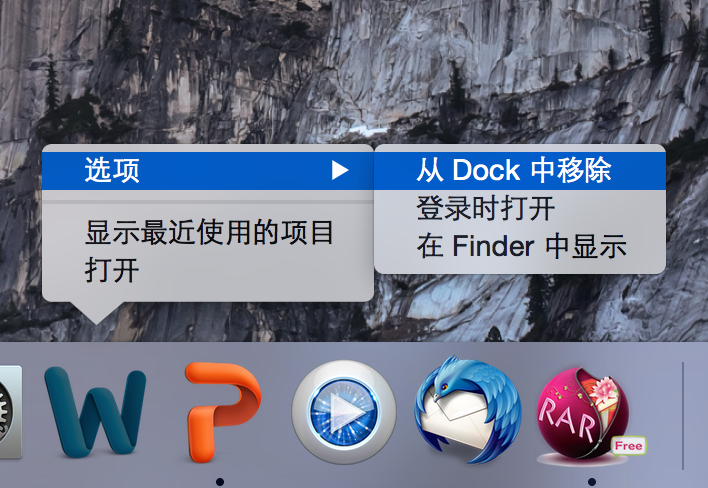 选项
从 Dock 中移除
登录时打开
在 Finder 中显示
显示最近使用的项目
打开
RAR
Free